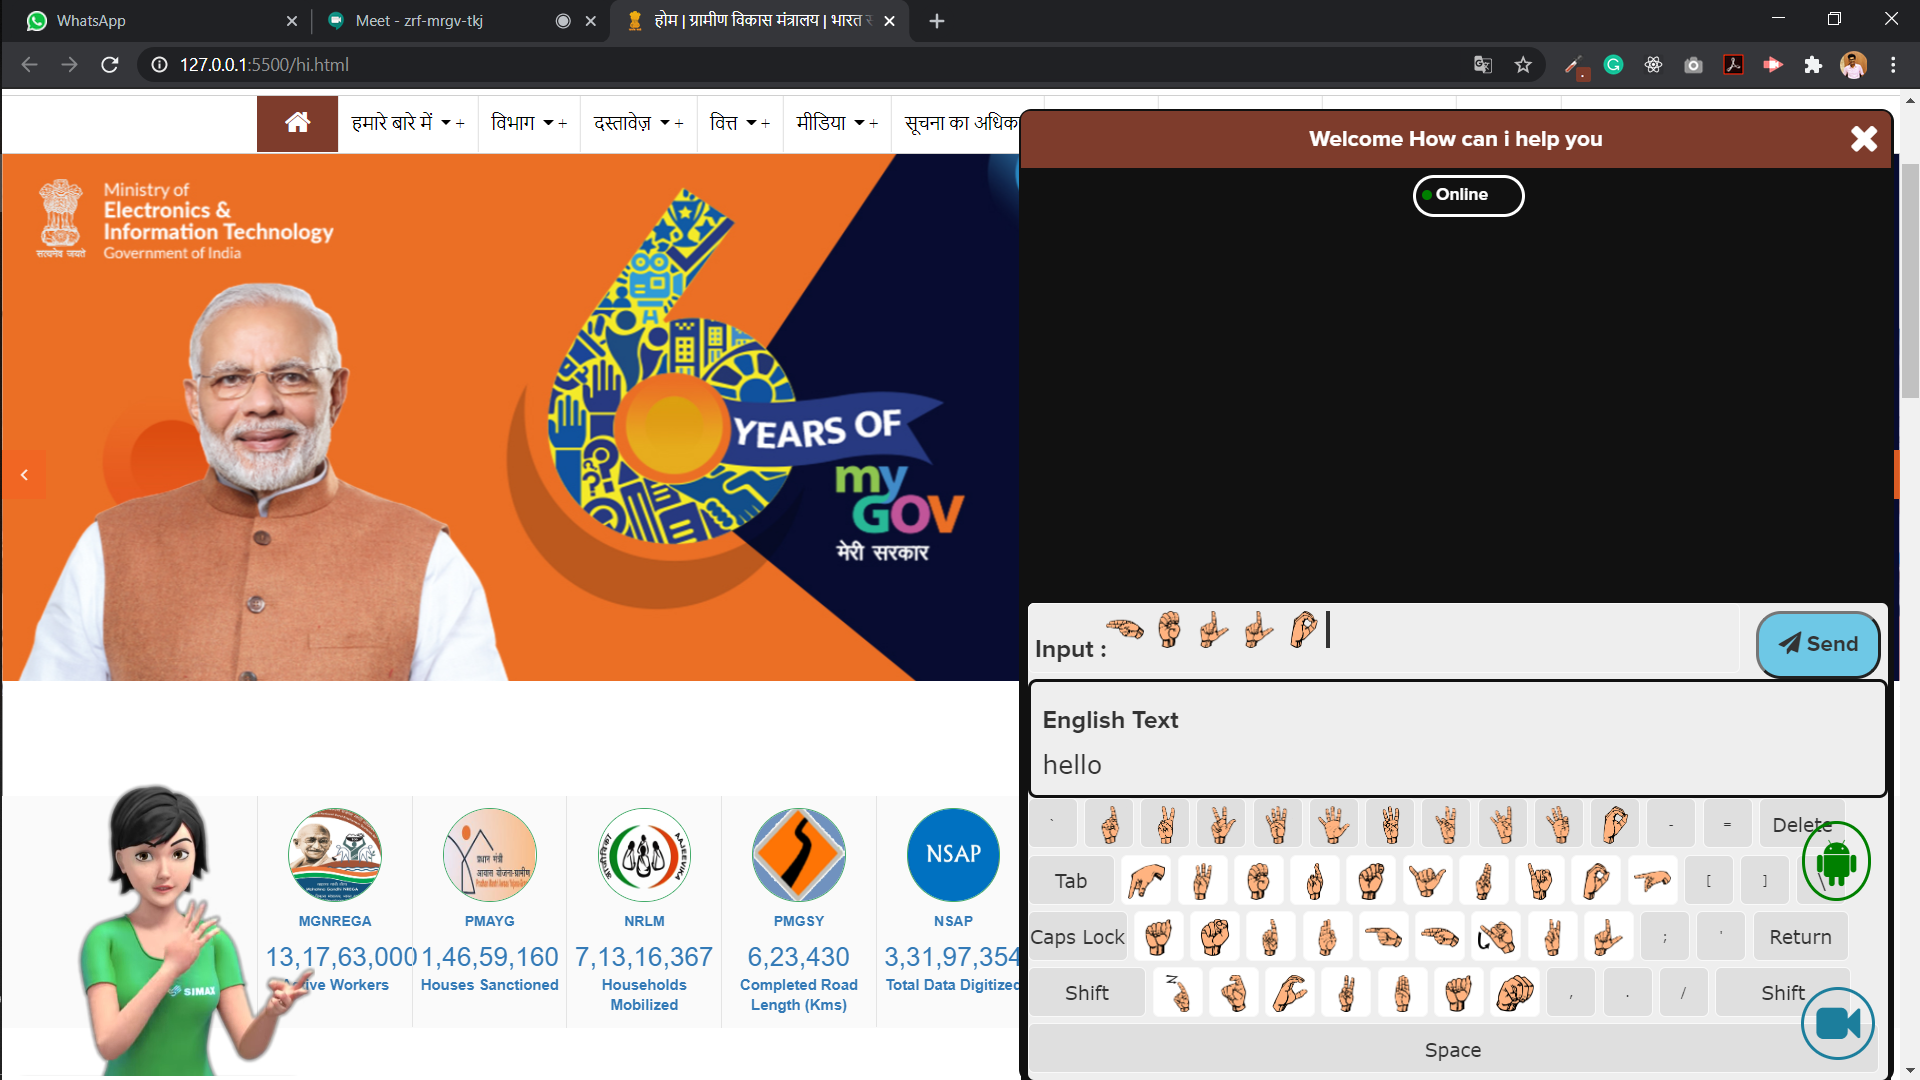 WhatsApp
Meet - zrf-mrgv-tkj
होम | ग्रामीण विकास मंत्रालय | भारत
127.0.0.1:5500/hi.html
हमारे बारे में +
विभाग +
दस्तावेज़ +
वित्त +
मीडिया +
सूचना का अधिक
Ministry of
Electronics &
Information Technology
Government of India
सत्यमेव जयते
YEARS OF
my
GOV
मेरी सरकार
Welcome How can i help you
Online
Input :
Send
English Text
hello
` - = Delete
Tab [ ] \
Caps Lock ; ' Return
Shift , . / Shift
Space
NSAP
MGNREGA
13,17,63,000
ive Workers
PMAYG
1,46,59,160
Houses Sanctioned
NRLM
7,13,16,367
Households
Mobilized
PMGSY
6,23,430
Completed Road
Length (Kms)
NSAP
3,31,97,354
Total Data Digitized
SIMAX